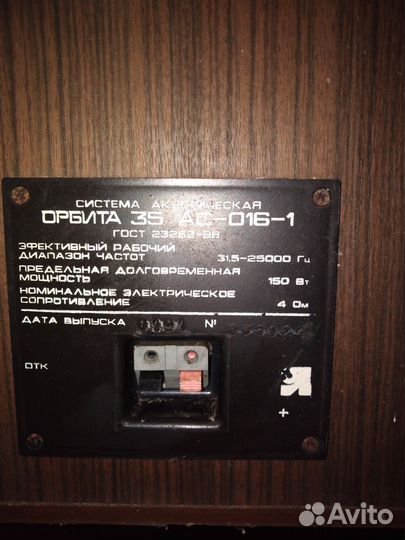 СИСТЕМА АКУСТИЧЕСКАЯ
ОРБИТА 35 АС-016-1
ГОСТ 23262-88
ЭФЕКТИВНЫЙ РАБОЧИЙ
ДИАПАЗОН ЧАСТОТ 31,5-25000 Гц
ПРЕДЕЛЬНАЯ ДОЛГОВРЕМЕННАЯ
МОЩНОСТЬ 150 Вт
НОМИНАЛЬНОЕ ЭЛЕКТРИЧЕСКОЕ
СОПРОТИВЛЕНИЕ 4 Ом
ДАТА ВЫПУСКА №
ОТК
+
Avito